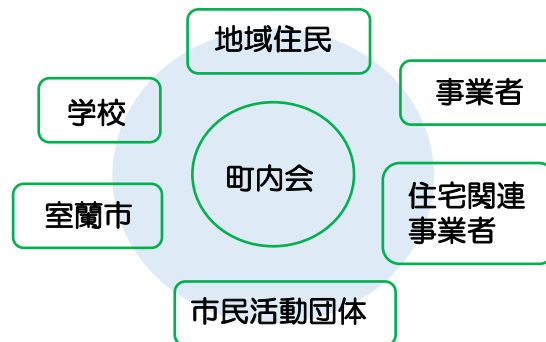 地域住民
事業者
学校
町内会
住宅関連
事業者
室蘭市
市民活動団体